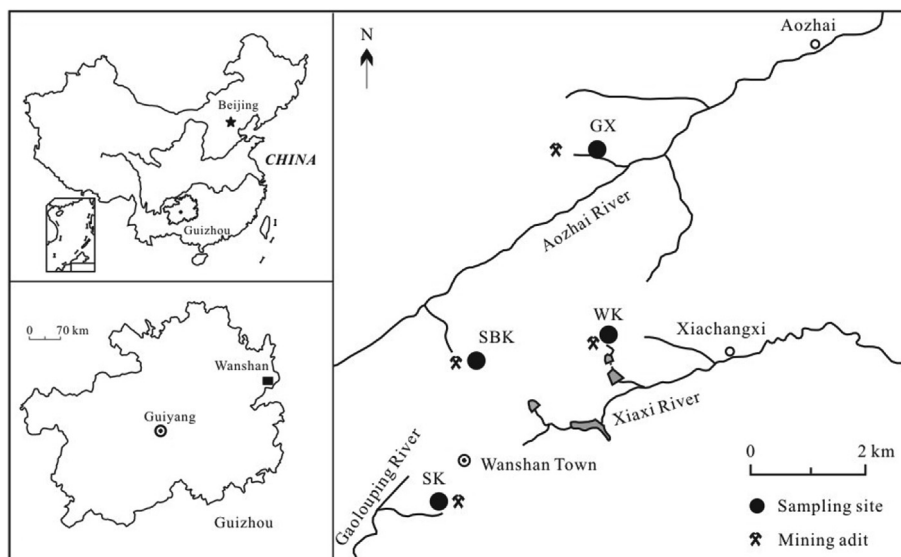 Beijing
CHINA
Guizhou
0 70 km
Wanshan
Guiyang
Guizhou
N
Aozhai
GX
Aozhai River
SBK
WK
Xiachangxi
Xiaxi River
Wanshan Town
SK
Gaolouping River
0 2 km
Sampling site
Mining adit